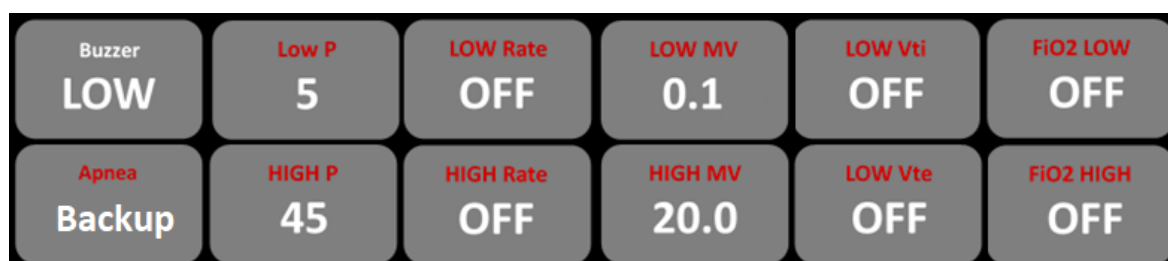 Buzzer
LOW
Low P
5
LOW Rate
OFF
LOW MV
0.1
LOW Vti
OFF
FiO2 LOW
OFF
Apnea
Backup
HIGH P
45
HIGH Rate
OFF
HIGH MV
20.0
LOW Vte
OFF
FiO2 HIGH
OFF